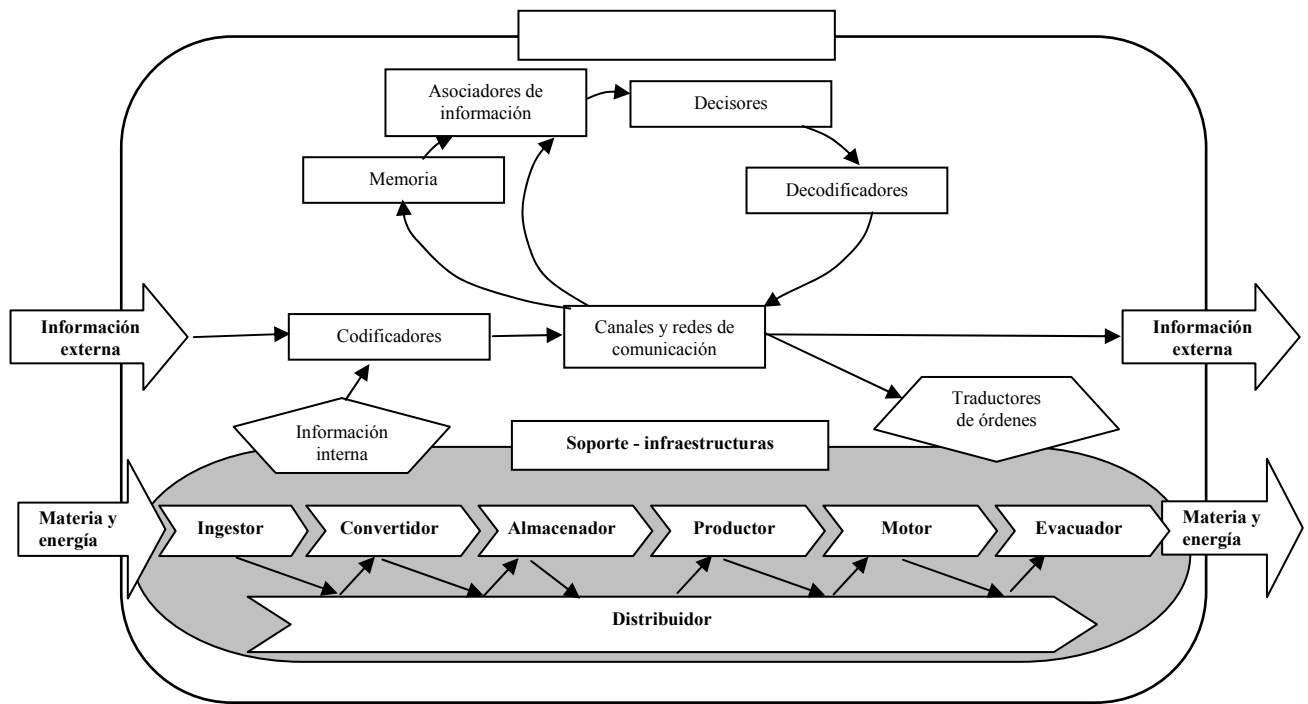 Asociadores de
información
Decisores
Memoria
Decodificadores
Información
externa
Codificadores
Canales y redes de
comunicación
Información
externa
Traductores
de órdenes
Información
interna
Soporte - infraestructuras
Materia y
energía
Ingestor
Convertidor
Almacenador
Productor
Motor
Evacuador
Materia y
energía
Distribuidor